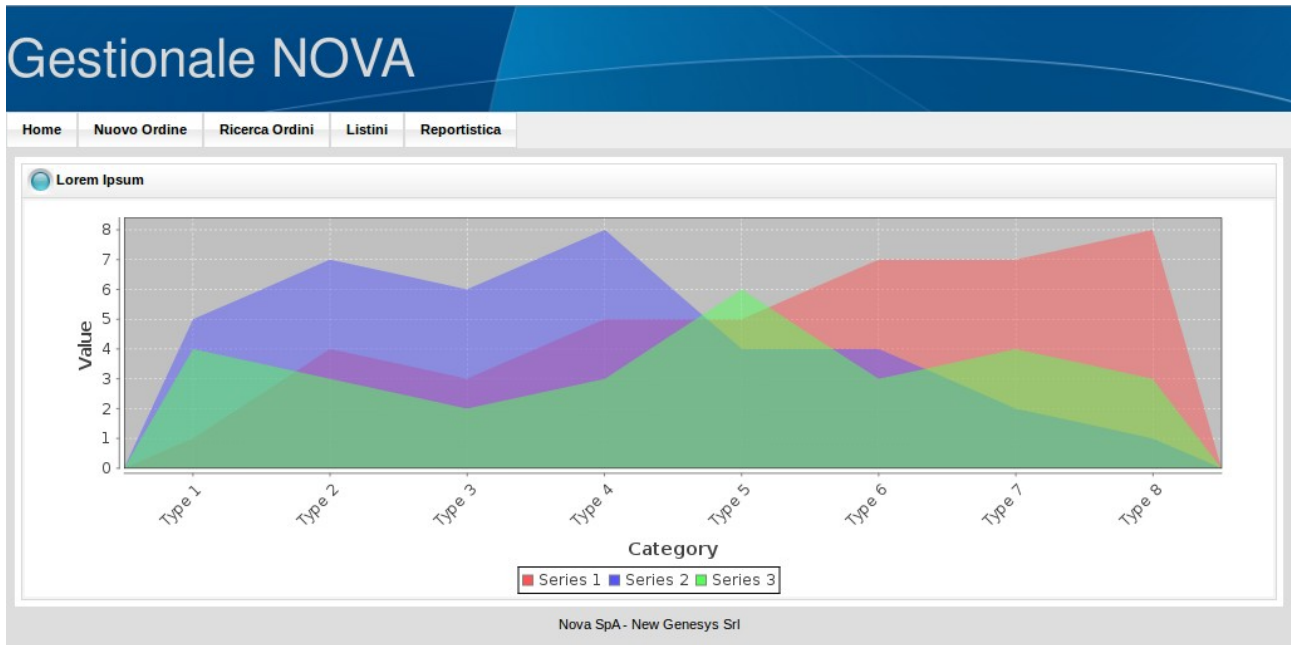 Gestionale NOVA
Home Nuovo Ordine Ricerca Ordini Listini Reportistica
Lorem Ipsum
8
7
6
5
4
3
2
1
0
Value
Type 1 Type 2 Type 3 Type 4 Type 5 Type 6 Type 7 Type 8
Category
Series 1 Series 2 Series 3
Nova SpA - New Genesys Srl